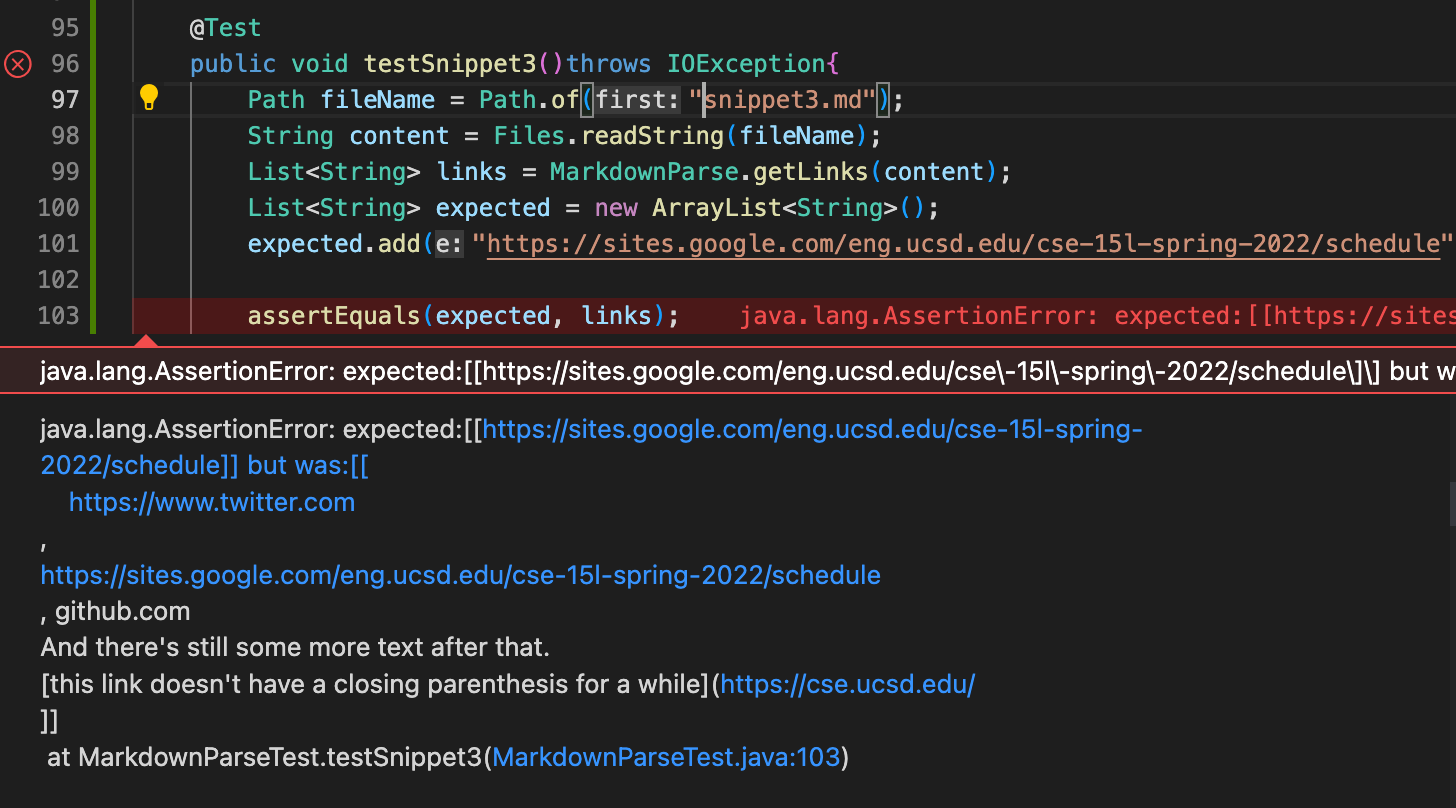 95 @Test
96 public void testSnippet3()throws IOException{
97 Path fileName = Path.of(first: "snippet3.md");
98 String content = Files.readString(fileName);
99 List<String> links = MarkdownParse.getLinks(content);
100 List<String> expected = new ArrayList<String>();
101 expected.add(e: "https://sites.google.com/eng.ucsd.edu/cse-15l-spring-2022/schedule"
102
103 assertEquals(expected, links); java.lang.AssertionError: expected:[[https://sites
java.lang.AssertionError: expected:[[https://sites.google.com/eng.ucsd.edu/cse\-15l\-spring\-2022/schedule\]\] but w
java.lang.AssertionError: expected:[[https://sites.google.com/eng.ucsd.edu/cse-15l-spring-
2022/schedule]] but was:[[
https://www.twitter.com
,
https://sites.google.com/eng.ucsd.edu/cse-15l-spring-2022/schedule
, github.com
And there's still some more text after that.
[this link doesn't have a closing parenthesis for a while](https://cse.ucsd.edu/
]]
at MarkdownParseTest.testSnippet3(MarkdownParseTest.java:103)